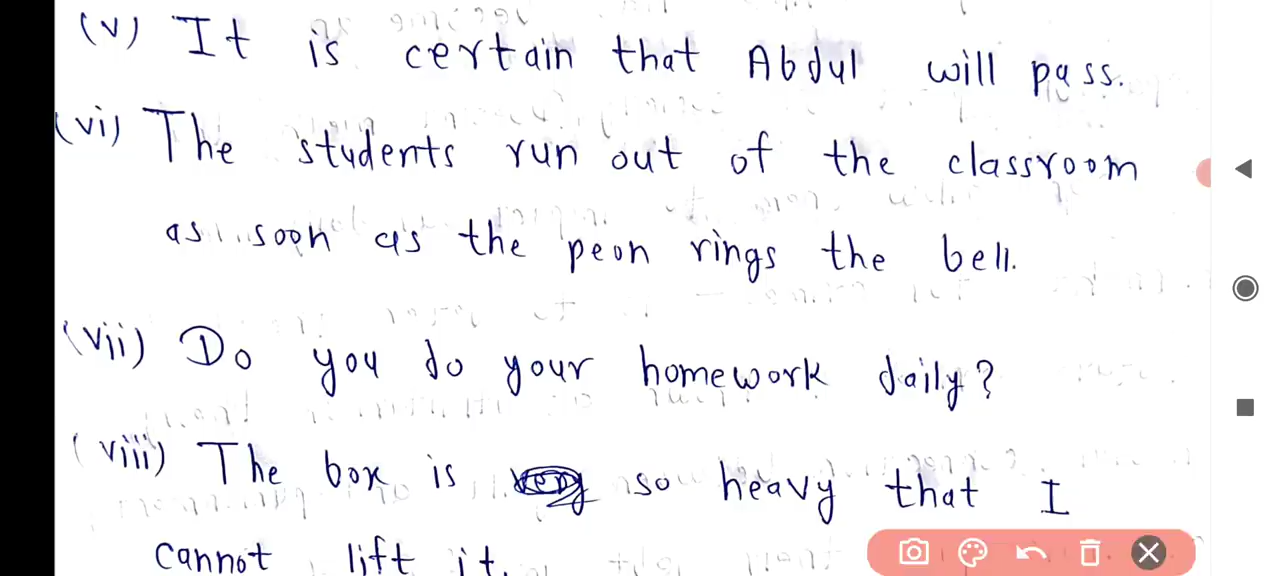 (v) It is certain that Abdul will pass.
(vi) The students run out of the classroom
as soon as the peon rings the bell.
(vii) Do you do your homework daily?
(viii) The box is so heavy that I
cannot lift it.